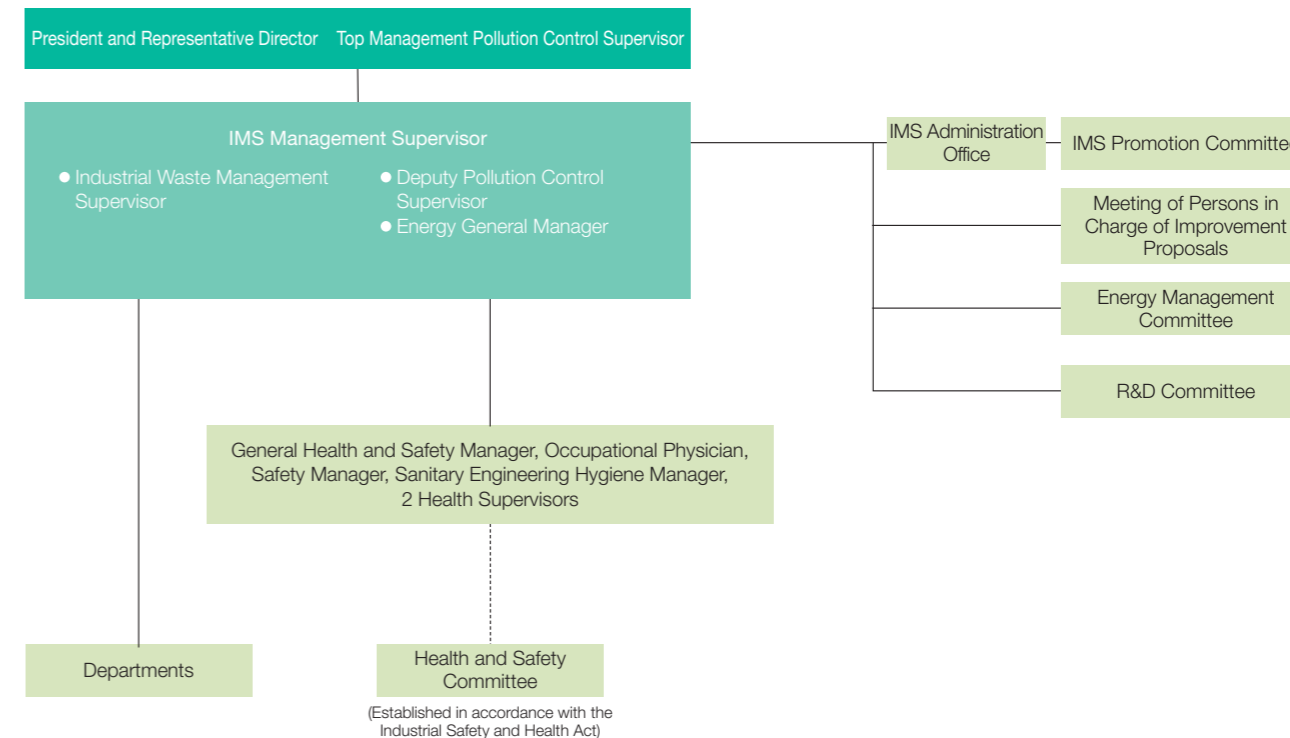 President and Representative Director Top Management Pollution Control Supervisor
IMS Management Supervisor
● Industrial Waste Management
Supervisor
● Deputy Pollution Control
Supervisor
● Energy General Manager
IMS Administration
Office
IMS Promotion Committe
Meeting of Persons in
Charge of Improvement
Proposals
Energy Management
Committee
R&D Committee
General Health and Safety Manager, Occupational Physician,
Safety Manager, Sanitary Engineering Hygiene Manager,
2 Health Supervisors
Departments
Health and Safety
Committee
(Established in accordance with the
Industrial Safety and Health Act)